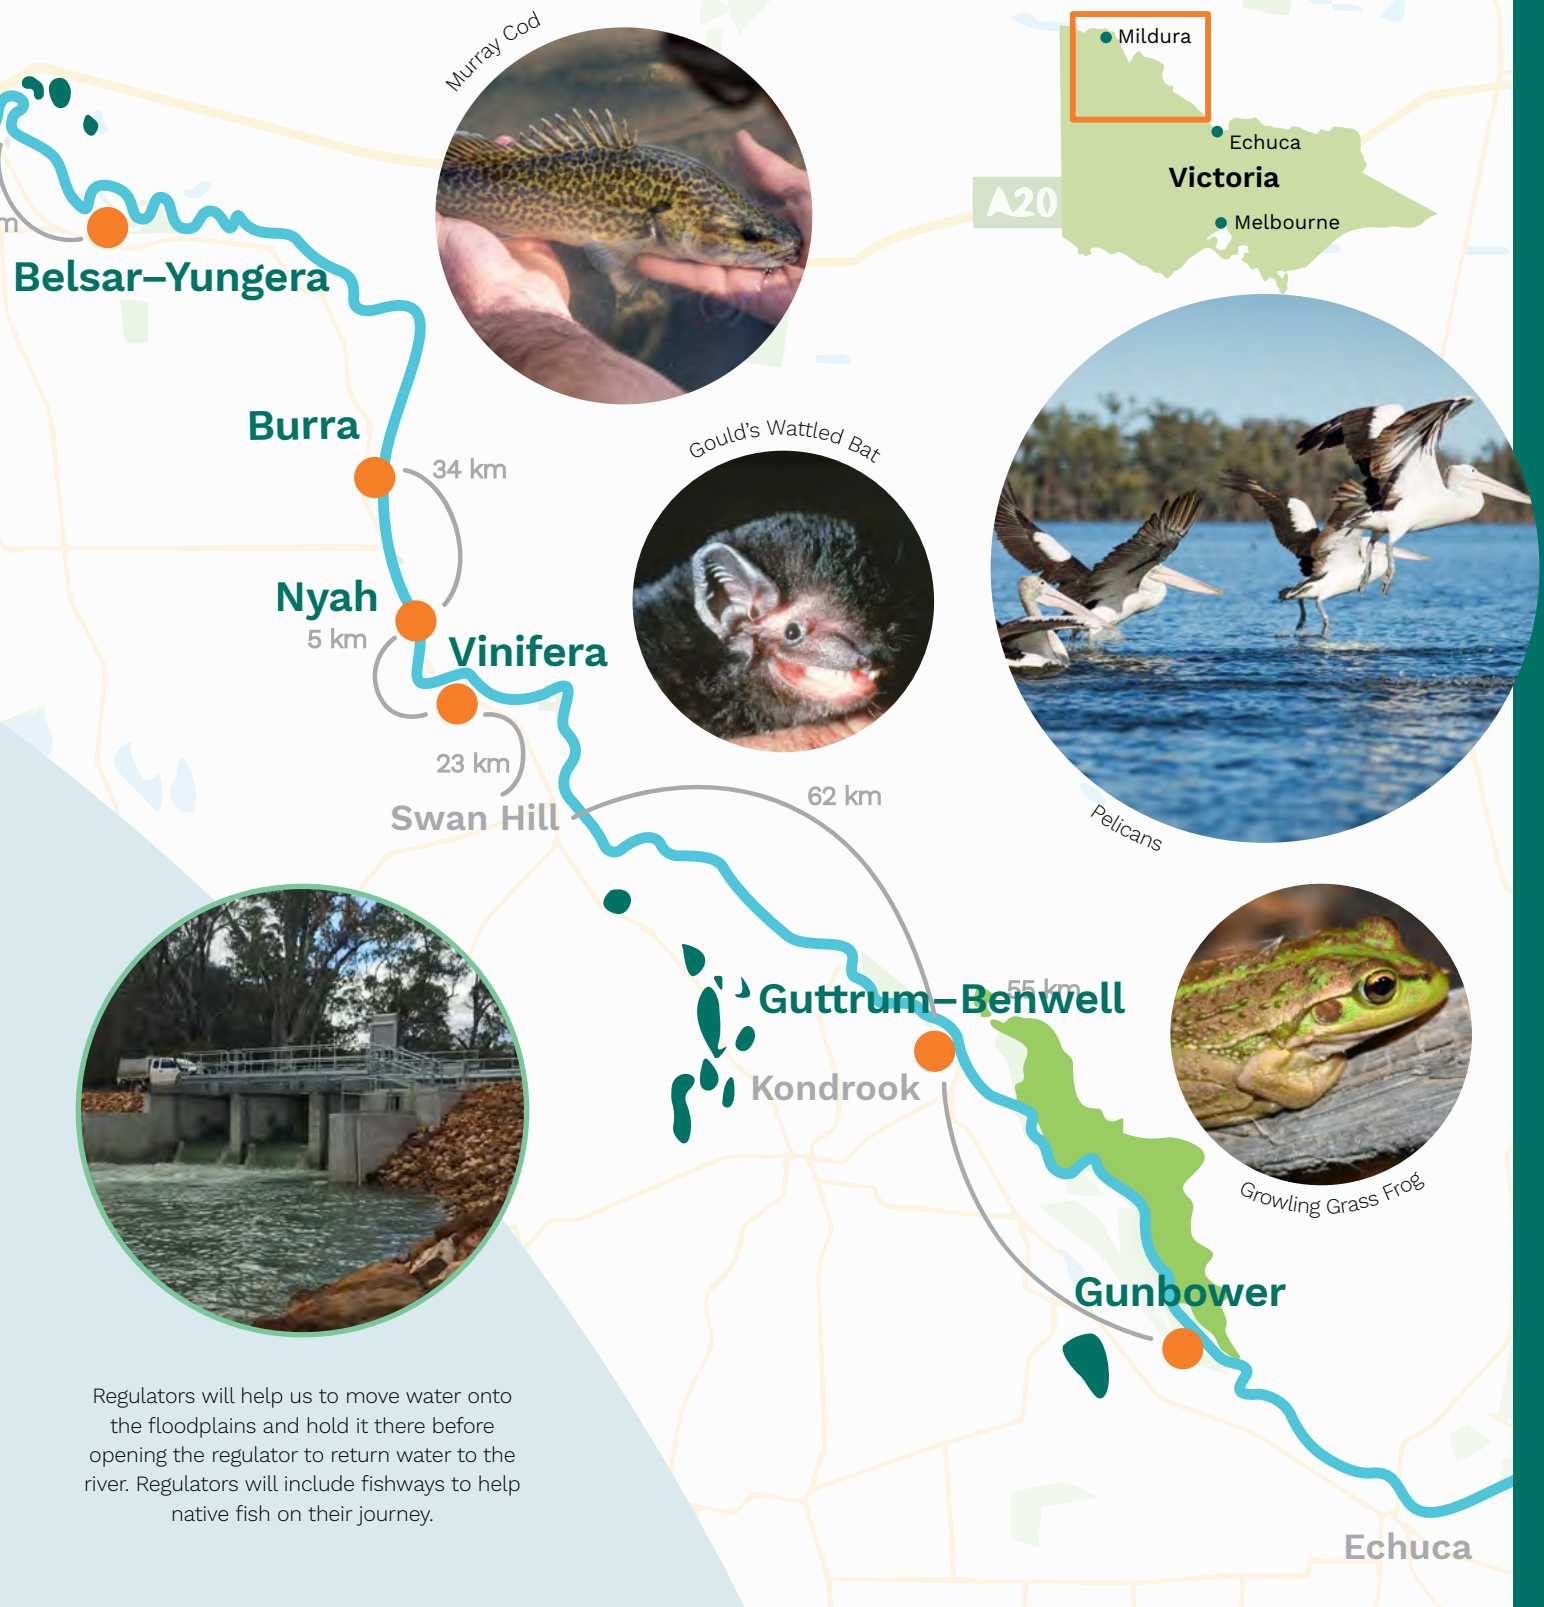 Murray Cod
Mildura
Echuca
Victoria
A20
Melbourne
m
Belsar–Yungera
Burra
34 km
Gould's Wattled Bat
Nyah
5 km
Vinifera
23 km
Swan Hill
62 km
Pelicans
55 km
Guttrum–Benwell
Kondrook
Growling Grass Frog
Gunbower
Regulators will help us to move water onto
the floodplains and hold it there before
opening the regulator to return water to the
river. Regulators will include fishways to help
native fish on their journey.
Echuca